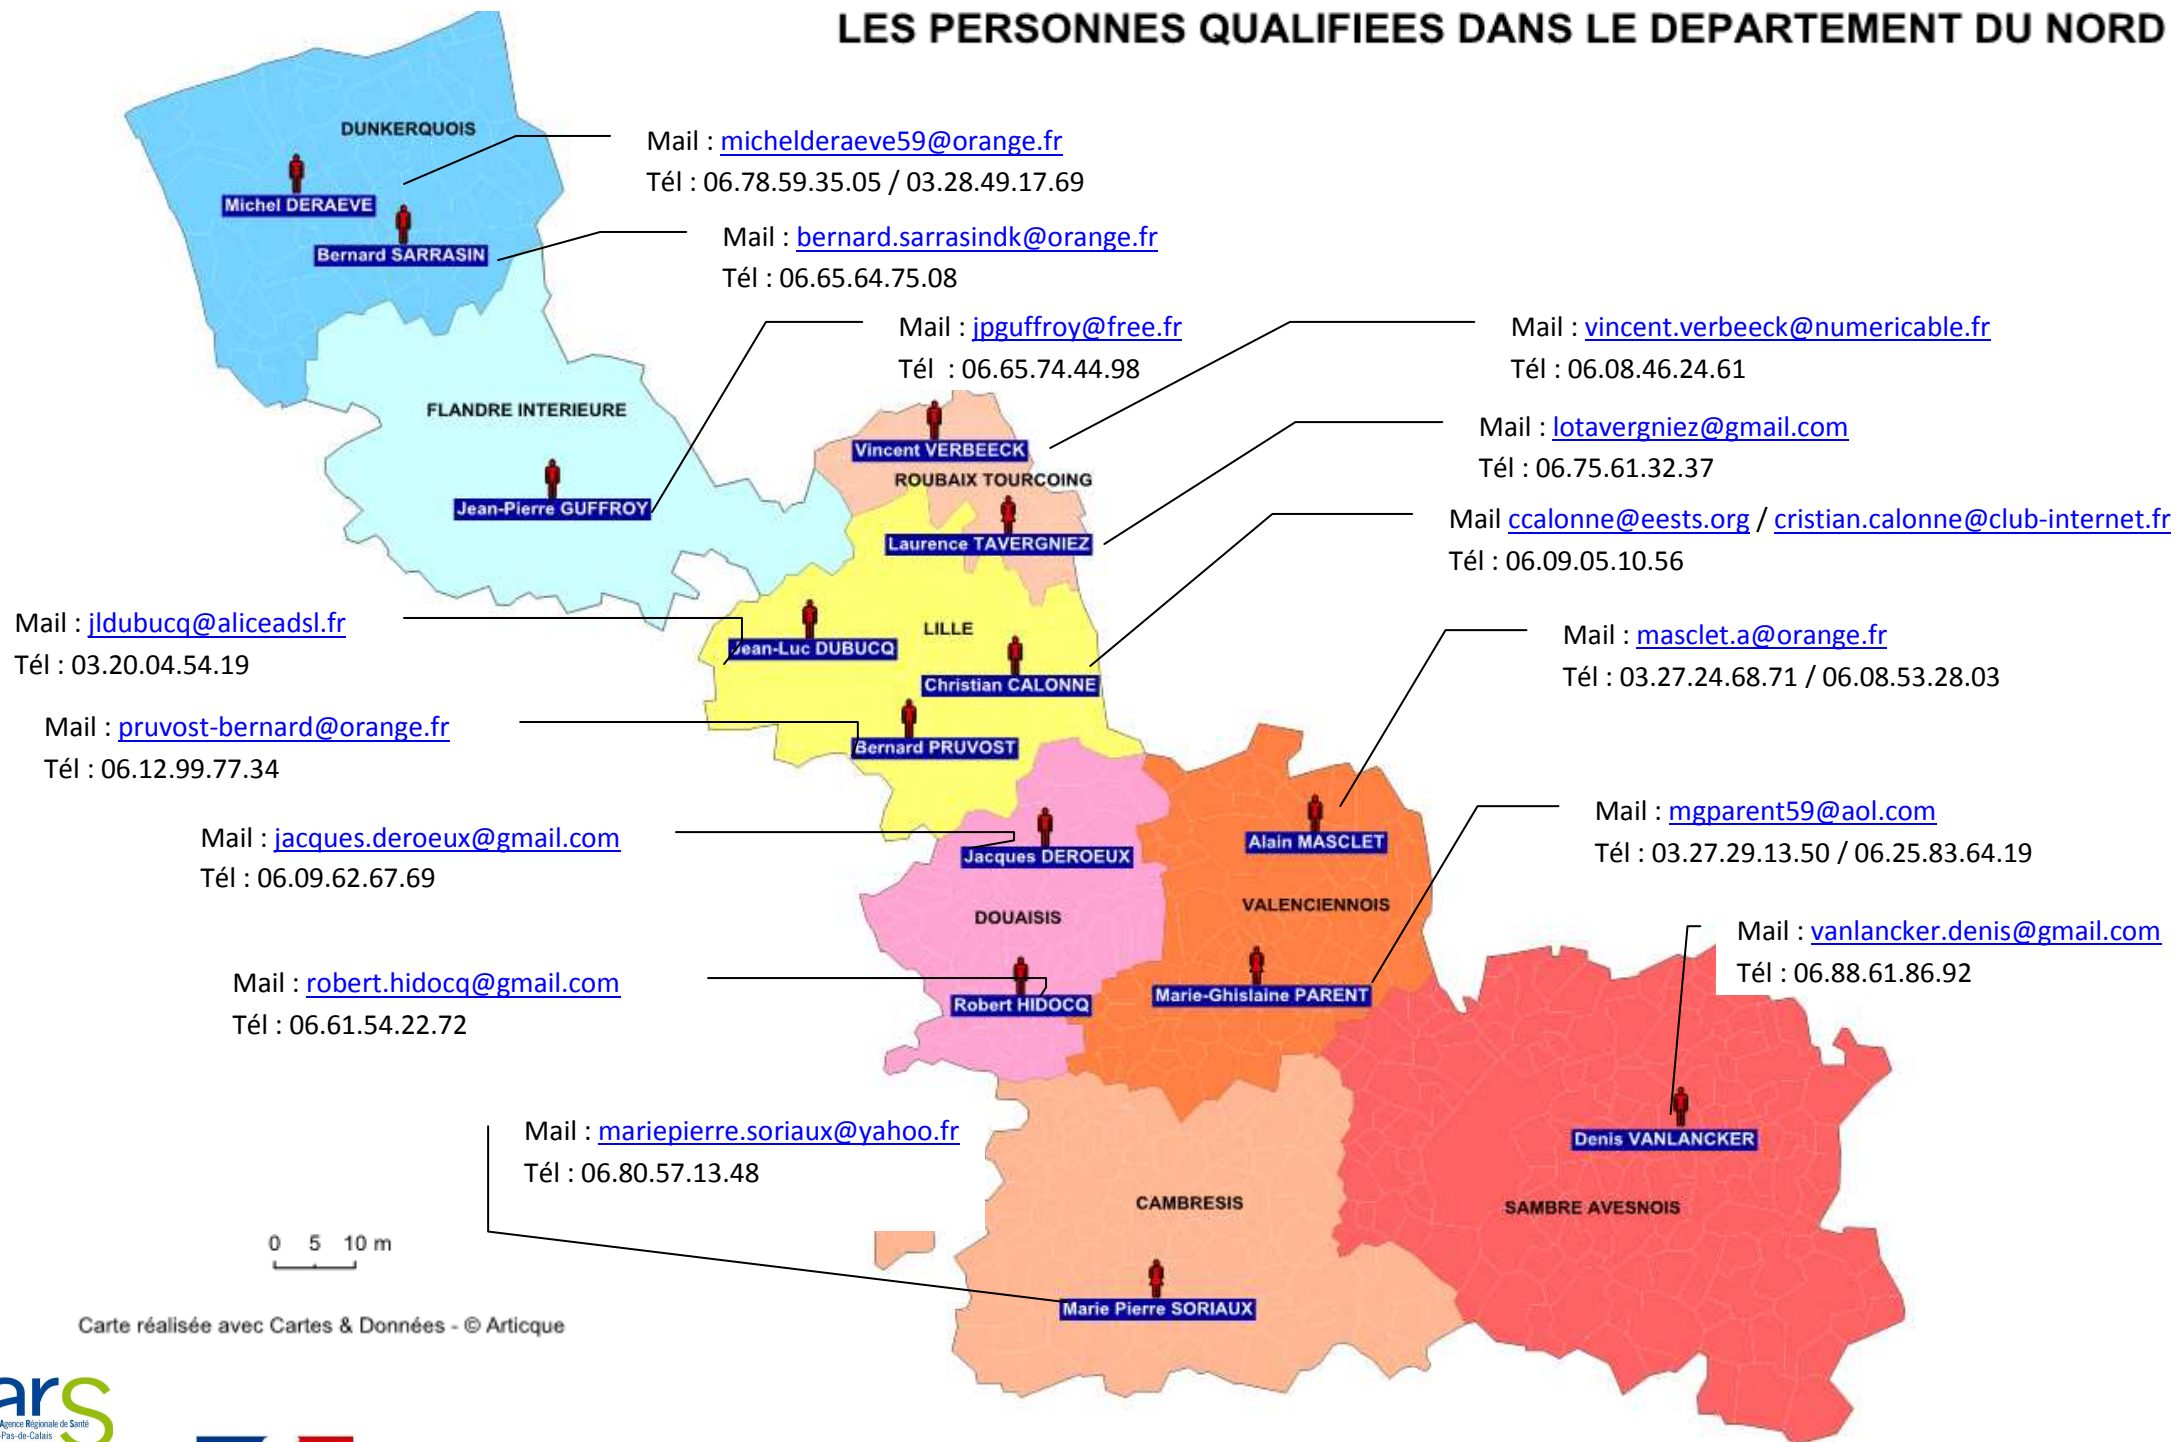 LES PERSONNES QUALIFIEES DANS LE DEPARTEMENT DU NORD
DUNKERQUOIS
Michel DERAEVE
Bernard SARRASIN
Mail : michelderaeve59@orange.fr
Tél : 06.78.59.35.05 / 03.28.49.17.69
Mail : bernard.sarrasindk@orange.fr
Tél : 06.65.64.75.08
Mail : jpguffroy@free.fr
Tél : 06.65.74.44.98
Mail : vincent.verbeeck@numericable.fr
Tél : 06.08.46.24.61
FLANDRE INTERIEURE
Jean-Pierre GUFFROY
Vincent VERBEECK
ROUBAIX TOURCOING
Laurence TAVERGNIEZ
Mail : lotavergniez@gmail.com
Tél : 06.75.61.32.37
Mail ccalonne@eests.org / cristian.calonne@club-internet.fr
Tél : 06.09.05.10.56
Mail : jldubucq@aliceadsl.fr
Tél : 03.20.04.54.19
LILLE
Jean-Luc DUBUCQ
Christian CALONNE
Bernard PRUVOST
Mail : masclet.a@orange.fr
Tél : 03.27.24.68.71 / 06.08.53.28.03
Mail : pruvost-bernard@orange.fr
Tél : 06.12.99.77.34
Mail : jacques.deroeux@gmail.com
Tél : 06.09.62.67.69
Jacques DEROEUX
DOUAISIS
Robert HIDOCQ
Alain MASCLET
VALENCIENNOIS
Marie-Ghislaine PARENT
Mail : mgparent59@aol.com
Tél : 03.27.29.13.50 / 06.25.83.64.19
Mail : vanlancker.denis@gmail.com
Tél : 06.88.61.86.92
Mail : robert.hidocq@gmail.com
Tél : 06.61.54.22.72
Mail : mariepierre.soriaux@yahoo.fr
Tél : 06.80.57.13.48
Denis VANLANCKER
SAMBRE AVESNOIS
CAMBRESIS
Marie Pierre SORIAUX
0 5 10 m
Carte réalisée avec Cartes & Données - © Articque
ars
Agence Régionale de Santé
-Pas-de-Calais